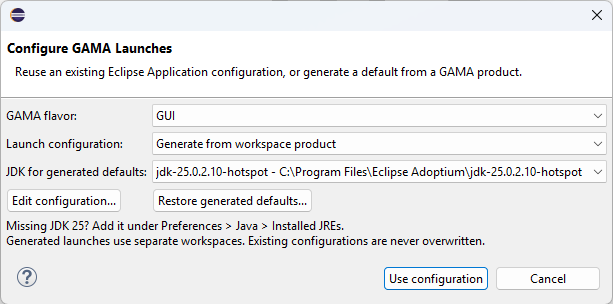 Configure GAMA Launches
Reuse an existing Eclipse Application configuration, or generate a default from a GAMA product.
GAMA flavor: GUI
Launch configuration: Generate from workspace product
JDK for generated defaults: jdk-25.0.2.10-hotspot - C:\Program Files\Eclipse Adoptium\jdk-25.0.2.10-hotspot
Edit configuration... Restore generated defaults...
Missing JDK 25? Add it under Preferences > Java > Installed JREs.
Generated launches use separate workspaces. Existing configurations are never overwritten.
? Use configuration Cancel